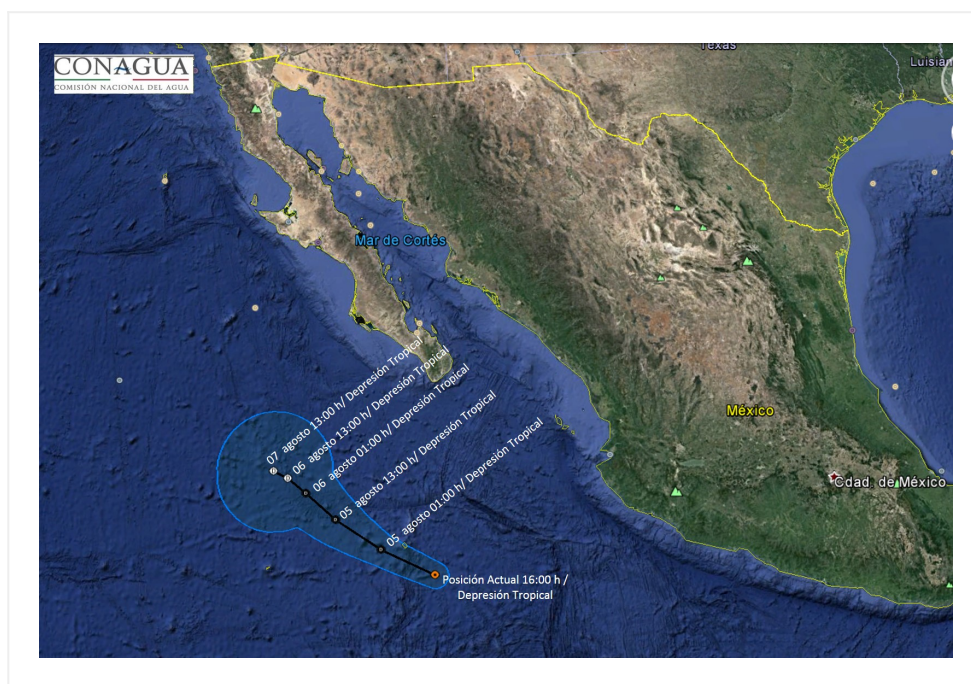 CONAGUA
COMISIÓN NACIONAL DEL AGUA
Texas
Mar de Cortés
México
Cdad. de México
07 agosto 13:00 h/ Depresión Tropical
06 agosto 13:00 h/ Depresión Tropical
06 agosto 01:00 h/ Depresión Tropical
05 agosto 13:00 h/ Depresión Tropical
05 agosto 01:00 h/ Depresión Tropical
Posición Actual 16:00 h /
Depresión Tropical